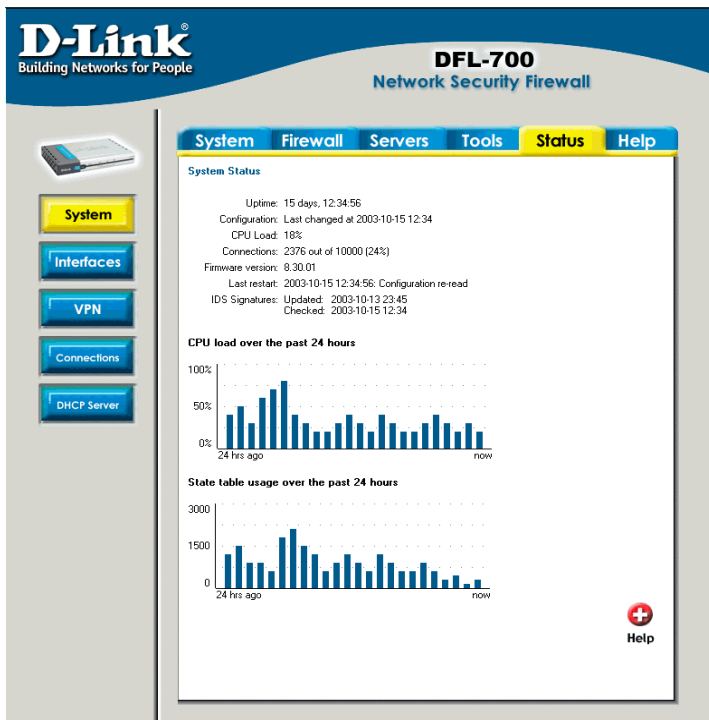 D-Link®
Building Networks for People
DFL-700
Network Security Firewall
System Firewall Servers Tools Status Help
System
Interfaces
VPN
Connections
DHCP Server
System Status
Uptime: 15 days, 12:34:56
Configuration: Last changed at 2003-10-15 12:34
CPU Load: 18%
Connections: 2376 out of 10000 (24%)
Firmware version: 8.30.01
Last restart: 2003-10-15 12:34:56: Configuration re-read
IDS Signatures: Updated: 2003-10-13 23:45
Checked: 2003-10-15 12:34
CPU load over the past 24 hours
100%
50%
0%
24 hrs ago now
State table usage over the past 24 hours
3000
1500
0
24 hrs ago now
Help